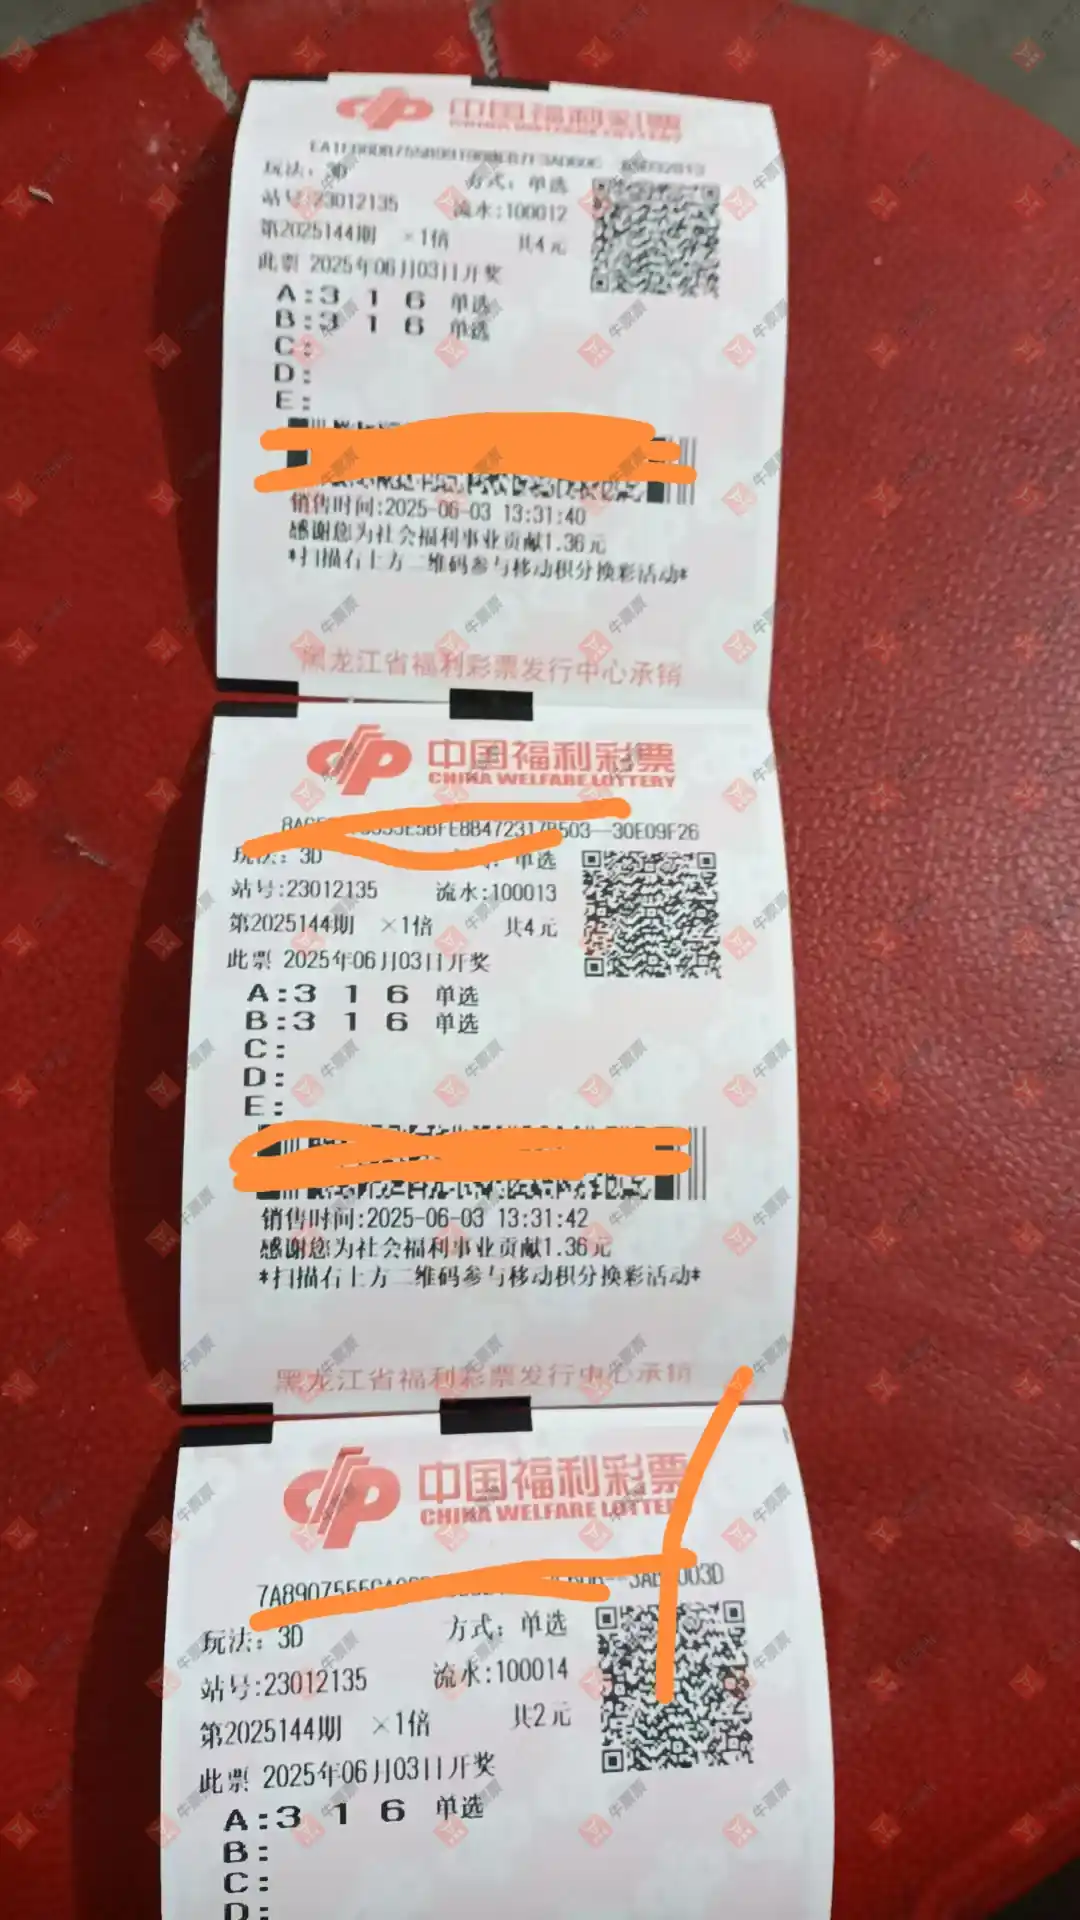 中国福利彩票
CHINA WELFARE LOTTERY
玩法：3D 方式：单选
站号:23012135 流水:100012
第2025144期 ×1倍 共4元
此票 2025年06月03日开奖
A:3 1 6 单选
B:3 1 6 单选
C:
D:
E:
销售时间:2025-06-03 13:31:40
感谢您为社会福利事业贡献1.36元
*扫描右上方二维码参与移动积分换彩活动*
黑龙江省福利彩票发行中心承销
中国福利彩票
CHINA WELFARE LOTTERY
30E09F26
玩法：3D 单选
站号:23012135 流水:100013
第2025144期 ×1倍 共4元
此票 2025年06月03日开奖
A:3 1 6 单选
B:3 1 6 单选
C:
D:
E:
销售时间:2025-06-03 13:31:42
感谢您为社会福利事业贡献1.36元
*扫描右上方二维码参与移动积分换彩活动*
黑龙江省福利彩票发行中心承销
中国福利彩票
CHINA WELFARE LOTTERY
玩法：3D 方式：单选
站号:23012135 流水:100014
第2025144期 ×1倍 共2元
此票 2025年06月03日开奖
A:3 1 6 单选
B:
C:
D:
牛票票